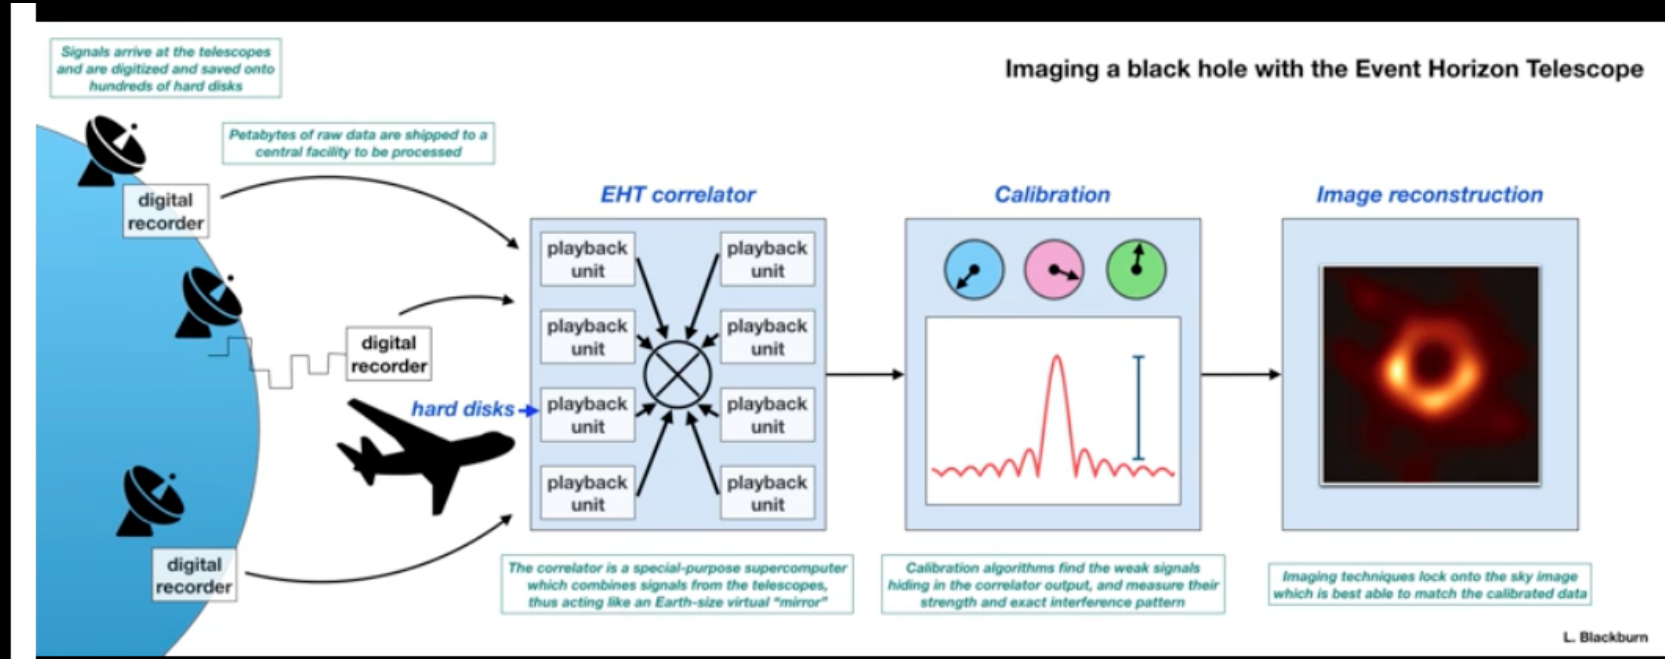 Signals arrive at the telescopes
and are digitized and saved onto
hundreds of hard disks
Imaging a black hole with the Event Horizon Telescope
Petabytes of raw data are shipped to a
central facility to be processed
digital
recorder
digital
recorder
digital
recorder
hard disks
EHT correlator
playback
unit
playback
unit
playback
unit
playback
unit
playback
unit
playback
unit
playback
unit
playback
unit
The correlator is a special-purpose supercomputer
which combines signals from the telescopes,
thus acting like an Earth-size virtual “mirror”
Calibration
Calibration algorithms find the weak signals
hiding in the correlator output, and measure their
strength and exact interference pattern
Image reconstruction
Imaging techniques lock onto the sky image
which is best able to match the calibrated data
L. Blackburn